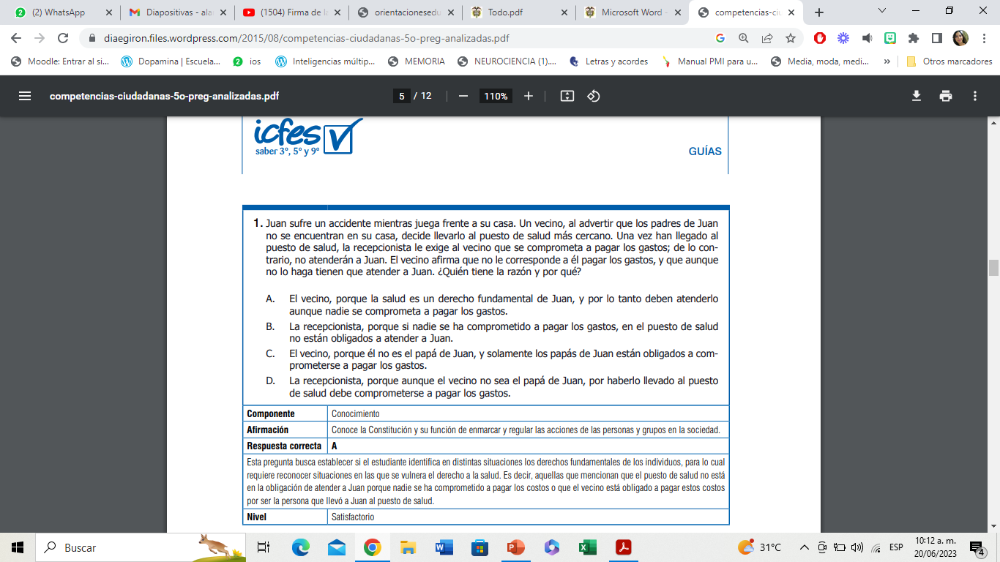 (2) WhatsApp
Diapositivas - ala
(1504) Firma de l
orientacionesedu
Todo.pdf
Microsoft Word -
competencias-ciu
diaegiron.files.wordpress.com/2015/08/competencias-ciudadanas-5o-preg-analizadas.pdf
Moodle: Entrar al si...
Dopamina | Escuela...
2 ios
Inteligencias múltip...
MEMORIA
NEUROCIENCIA (1)....
Letras y acordes
Manual PMI para u...
Media, moda, medi...
»
Otros marcadores
competencias-ciudadanas-5o-preg-analizadas.pdf
5 / 12
110%
icfes
saber 3º, 5º y 9º
GUÍAS
1. Juan sufre un accidente mientras juega frente a su casa. Un vecino, al advertir que los padres de Juan
no se encuentran en su casa, decide llevarlo al puesto de salud más cercano. Una vez han llegado al
puesto de salud, la recepcionista le exige al vecino que se comprometa a pagar los gastos; de lo con-
trario, no atenderán a Juan. El vecino afirma que no le corresponde a él pagar los gastos, y que aunque
no lo haga tienen que atender a Juan. ¿Quién tiene la razón y por qué?
A. El vecino, porque la salud es un derecho fundamental de Juan, y por lo tanto deben atenderlo
aunque nadie se comprometa a pagar los gastos.
B. La recepcionista, porque si nadie se ha comprometido a pagar los gastos, en el puesto de salud
no están obligados a atender a Juan.
C. El vecino, porque él no es el papá de Juan, y solamente los papás de Juan están obligados a com-
prometerse a pagar los gastos.
D. La recepcionista, porque aunque el vecino no sea el papá de Juan, por haberlo llevado al puesto
de salud debe comprometerse a pagar los gastos.
Componente Conocimiento
Afirmación Conoce la Constitución y su función de enmarcar y regular las acciones de las personas y grupos en la sociedad.
Respuesta correcta A
Esta pregunta busca establecer si el estudiante identifica en distintas situaciones los derechos fundamentales de los individuos, para lo cual
requiere reconocer situaciones en las que se vulnera el derecho a la salud. Es decir, aquellas que mencionan que el puesto de salud no está
en la obligación de atender a Juan porque nadie se ha comprometido a pagar los costos o que el vecino está obligado a pagar estos costos
por ser la persona que llevó a Juan al puesto de salud.
Nivel Satisfactorio
Buscar
31°C
ESP
10:12 a. m.
20/06/2023
4